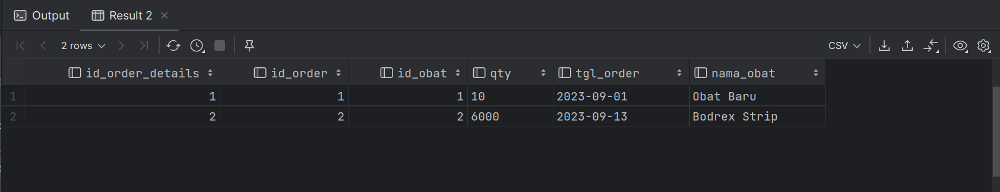 Output Result 2
2 rows CSV
id_order_details id_order id_obat qty tgl_order nama_obat
1 1 1 1 10 2023-09-01 Obat Baru
2 2 2 2 6000 2023-09-13 Bodrex Strip